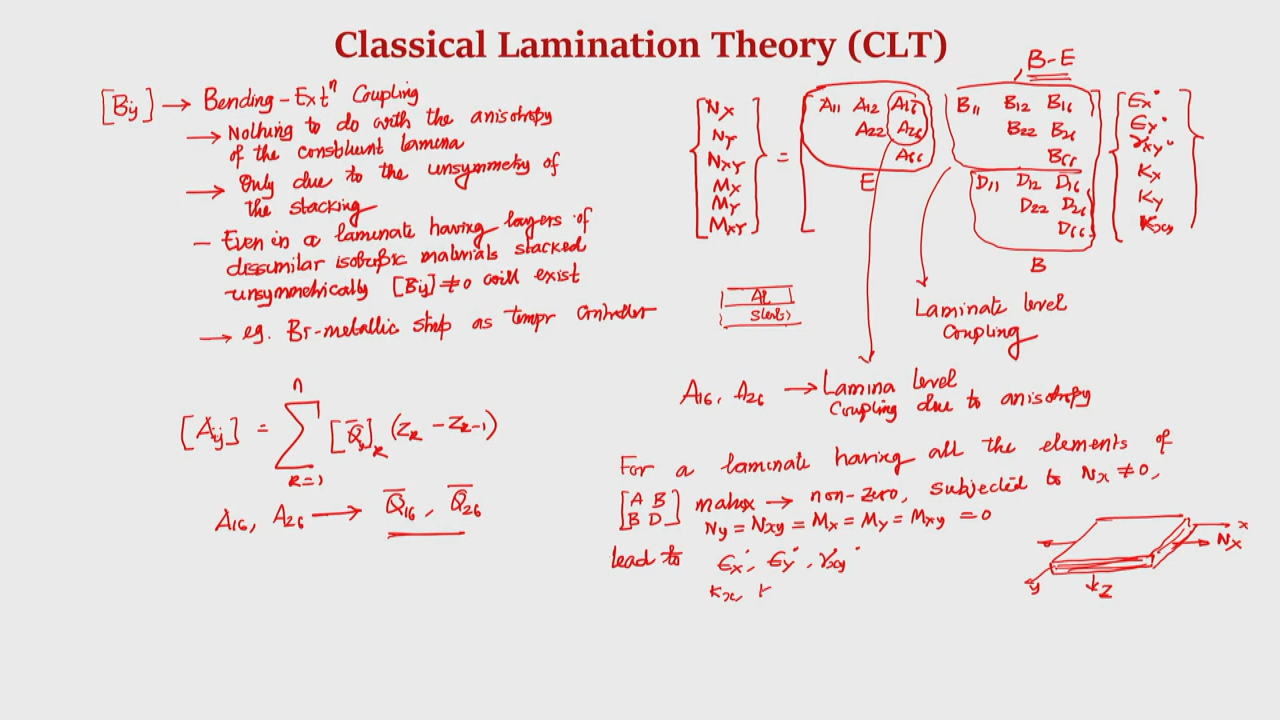 Classical Lamination Theory (CLT)
[Bij] → Bending - Extⁿ Coupling
→ Nothing to do with the anisotropy
of the constituent lamina
→ Only due to the unsymmetry of
the stacking
- Even in a laminate having layers of
dissimilar isotropic materials stacked
unsymmetrically [Bij] ≠ 0 will exist
→ eg. Bi-metallic strip as tempr Controller
[Aij] = Σ [Q̄ij]k (Zk - Zk-1)
n
k=1
A16, A26 → Q̄16, Q̄26
, B-E
Nx A11 A12 A16 B11 B12 B16 Єx°
Ny A22 A26 B22 B26 Єy°
Nxy = A66 B66 γxy°
Mx D11 D12 D16 Kx
My D22 D26 Ky
Mxy D66 Kxy
E
B
Al
Steel
Laminate level
Coupling
A16, A26 → Lamina level
Coupling due to anisotropy
For a laminate having all the elements of
[A B
B D] matrix → non-zero, subjected to Nx ≠ 0,
Ny = Nxy = Mx = My = Mxy = 0
lead to Єx°, Єy°, γxy°
Kx,
x
Nx
y
Z